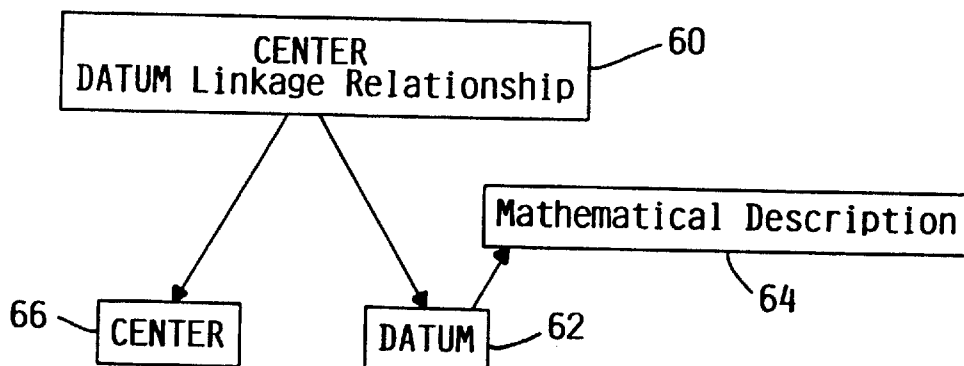 CENTER
DATUM Linkage Relationship
60
Mathematical Description
64
66
CENTER
DATUM
62